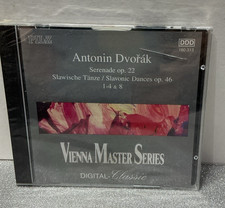 DDD
Antonin Dvořák
Serenade op. 22
Slawische Tänze / Slavonic Dances op. 46
1-4 u. 8
VIENNA MASTER SERIES
DIGITAL-Classic